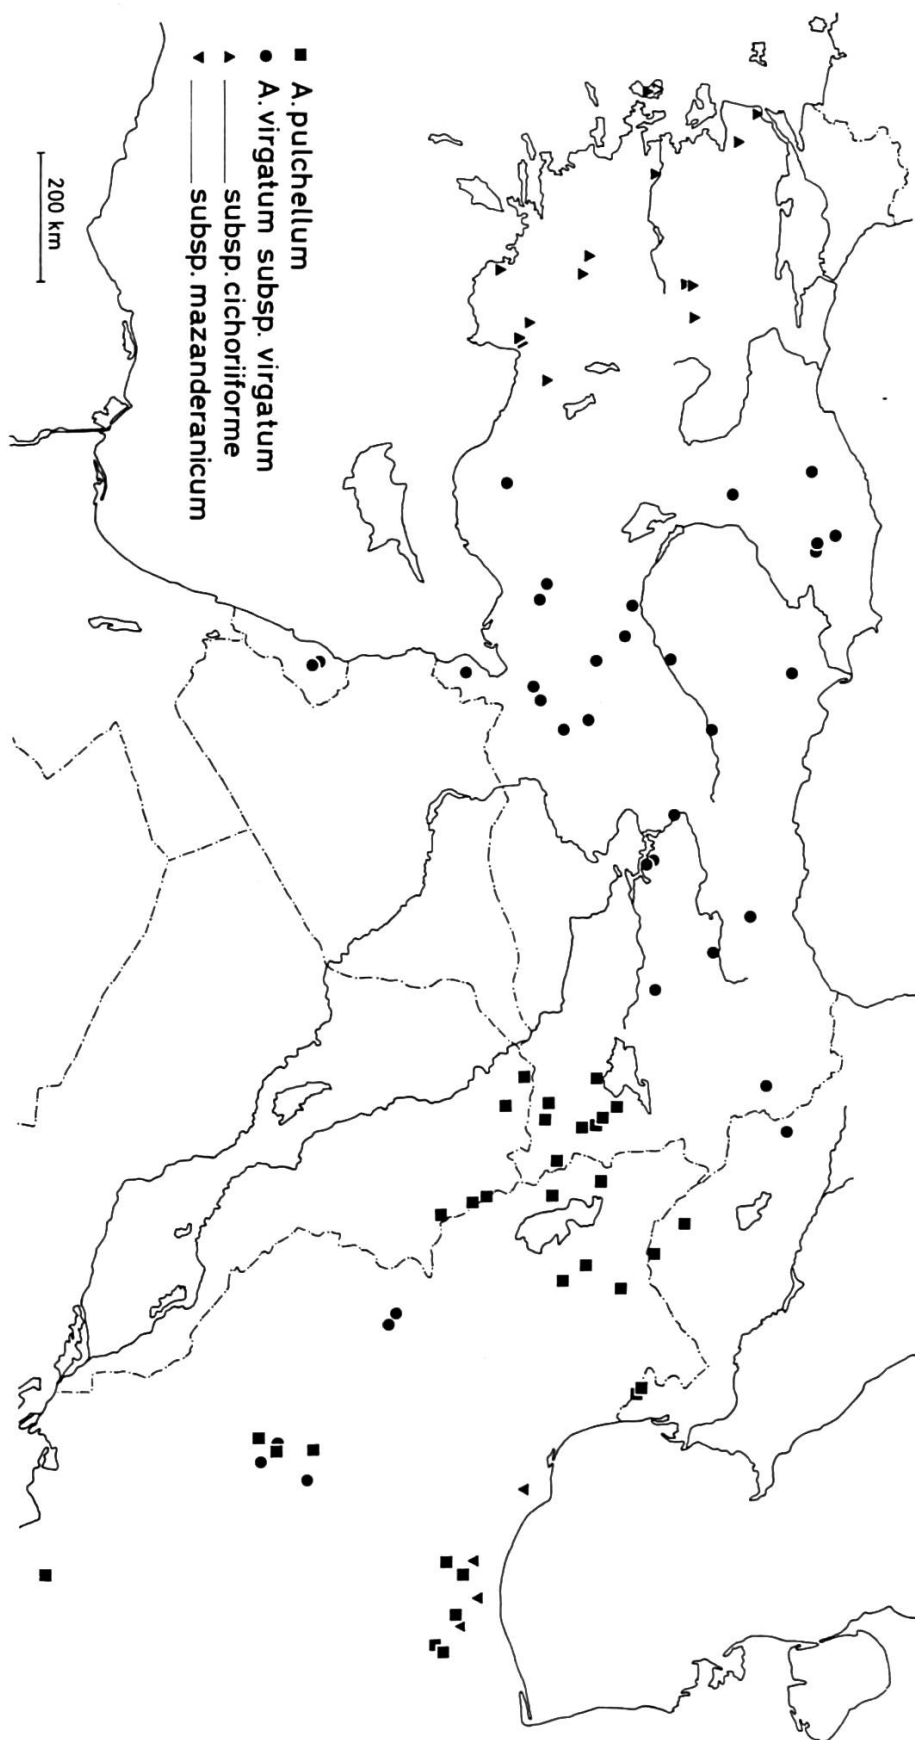 ■ A. pulchellum
● A. virgatum subsp. virgatum
▲ ——— subsp. cichoriiforme
▼ ——— subsp. mazanderanicum
200 km